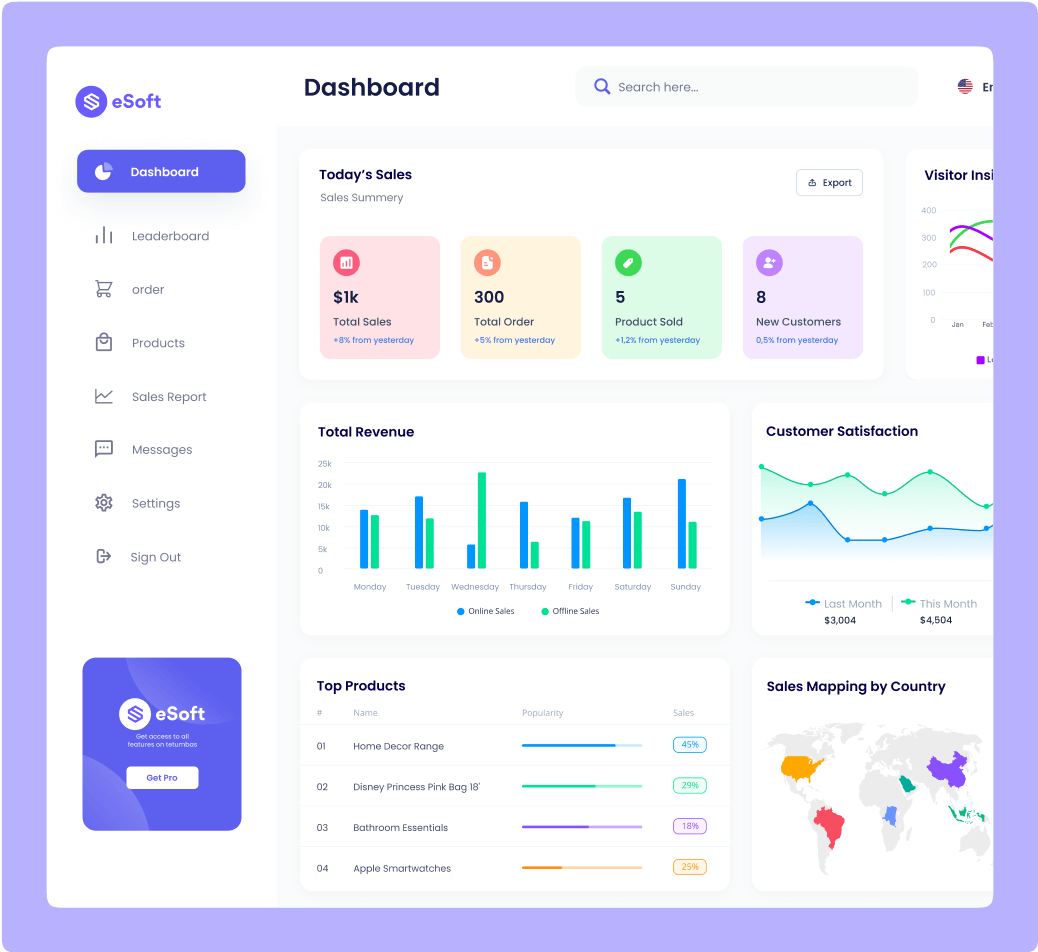 eSoft
Dashboard
Leaderboard
order
Products
Sales Report
Messages
Settings
Sign Out
eSoft
Get access to all
features on tetumbas
Get Pro
Dashboard
Search here...
Today's Sales
Sales Summery
Export
$1k
Total Sales
+8% from yesterday
300
Total Order
+5% from yesterday
5
Product Sold
+1,2% from yesterday
8
New Customers
0,5% from yesterday
Visitor Insi
400
300
200
100
0
Jan
Total Revenue
25k
20k
15k
10k
5k
0
Monday Tuesday Wednesday Thursday Friday Saturday Sunday
Online Sales Offline Sales
Customer Satisfaction
Last Month This Month
$3,004 $4,504
Top Products
# Name Popularity Sales
01 Home Decor Range 45%
02 Disney Princess Pink Bag 18' 29%
03 Bathroom Essentials 18%
04 Apple Smartwatches 25%
Sales Mapping by Country